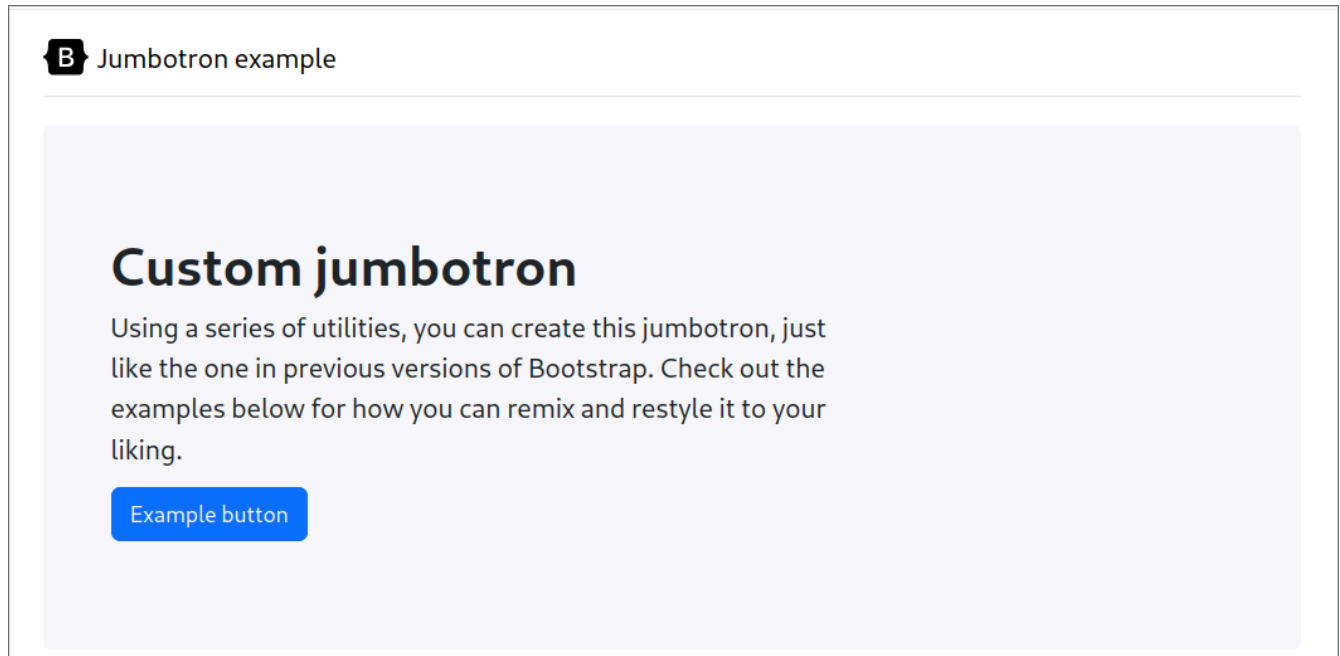 B Jumbotron example
Custom jumbotron
Using a series of utilities, you can create this jumbotron, just
like the one in previous versions of Bootstrap. Check out the
examples below for how you can remix and restyle it to your
liking.
Example button